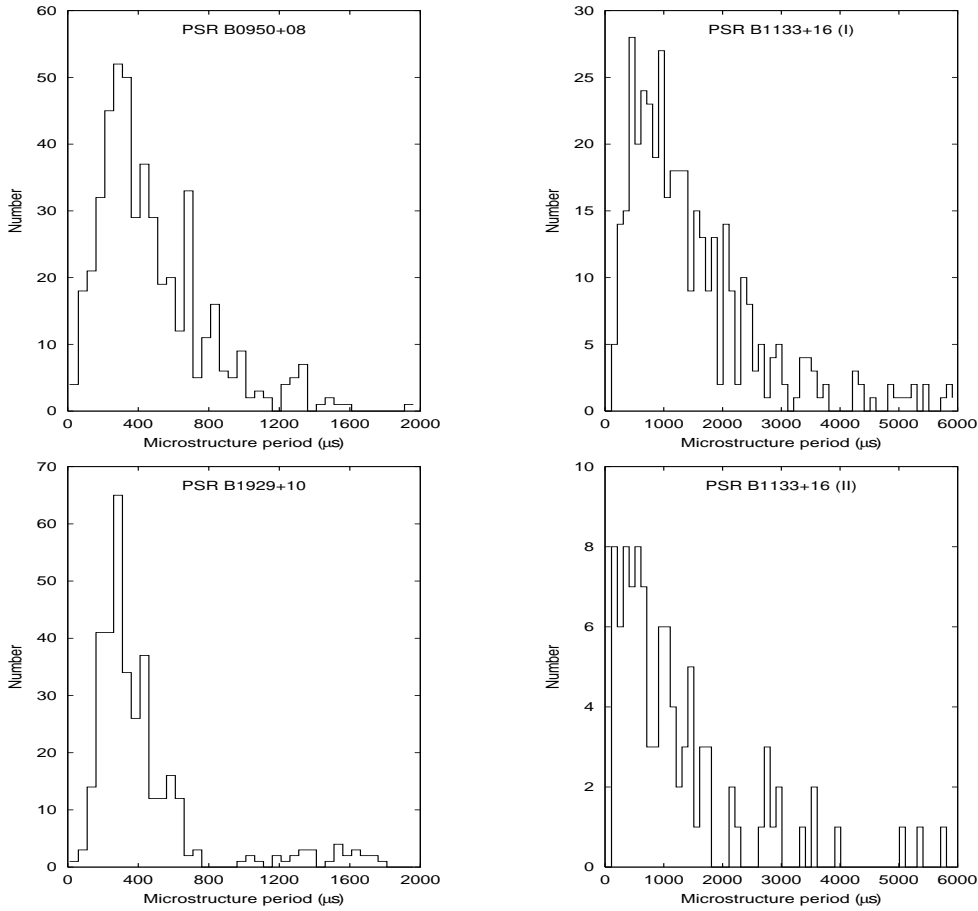 PSR B0950+08
Number
60
50
40
30
20
10
0
0 400 800 1200 1600 2000
Microstructure period (µs)
PSR B1133+16 (I)
Number
30
25
20
15
10
5
0
0 1000 2000 3000 4000 5000 6000
Microstructure period (µs)
PSR B1929+10
Number
70
60
50
40
30
20
10
0
0 400 800 1200 1600 2000
Microstructure period (µs)
PSR B1133+16 (II)
Number
10
8
6
4
2
0
0 1000 2000 3000 4000 5000 6000
Microstructure period (µs)